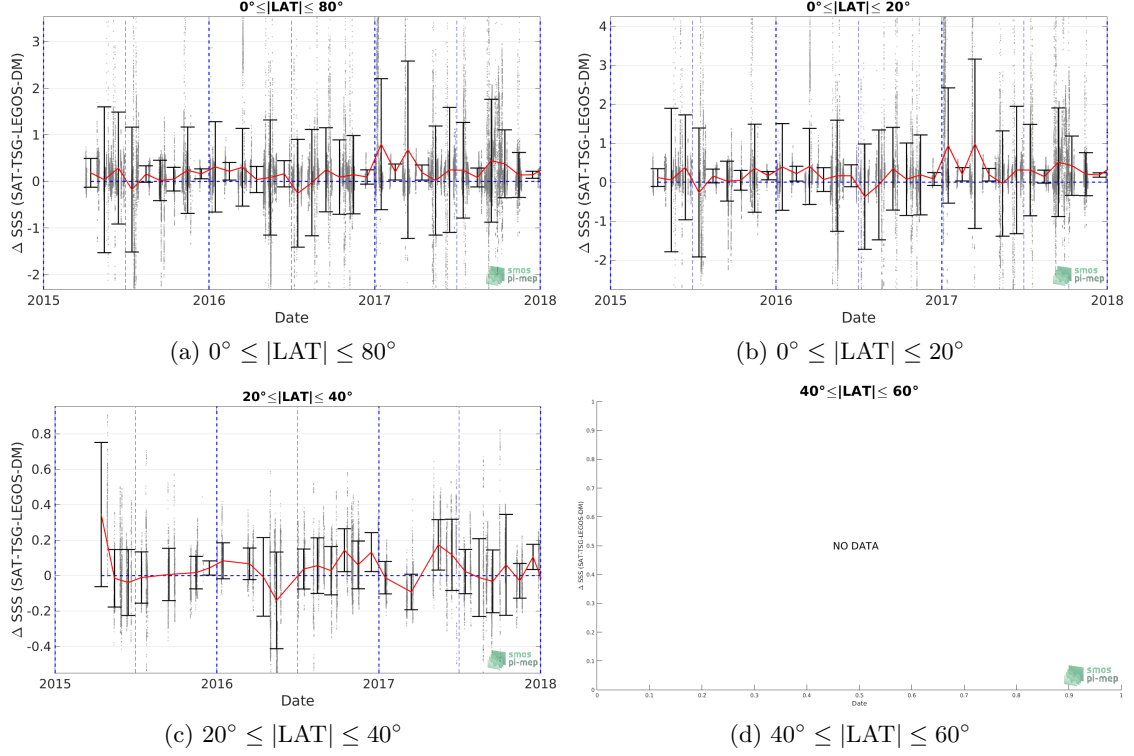 0°≤|LAT|≤ 80°
Δ SSS (SAT-TSG-LEGOS-DM)
3
2
1
0
-1
-2
2015
2016
2017
2018
Date
smos
pi-mep
(a) 0° ≤ |LAT| ≤ 80°
0°≤|LAT|≤ 20°
Δ SSS (SAT-TSG-LEGOS-DM)
4
3
2
1
0
-1
-2
2015
2016
2017
2018
Date
smos
pi-mep
(b) 0° ≤ |LAT| ≤ 20°
20°≤|LAT|≤ 40°
Δ SSS (SAT-TSG-LEGOS-DM)
0.8
0.6
0.4
0.2
0
-0.2
-0.4
2015
2016
2017
2018
Date
smos
pi-mep
(c) 20° ≤ |LAT| ≤ 40°
40°≤|LAT|≤ 60°
Δ SSS (SAT-TSG-LEGOS-DM)
1
0.9
0.8
0.7
0.6
0.5
0.4
0.3
0.2
0.1
0
NO DATA
0
0.1
0.2
0.3
0.4
0.5
0.6
0.7
0.8
0.9
1
Date
smos
pi-mep
(d) 40° ≤ |LAT| ≤ 60°